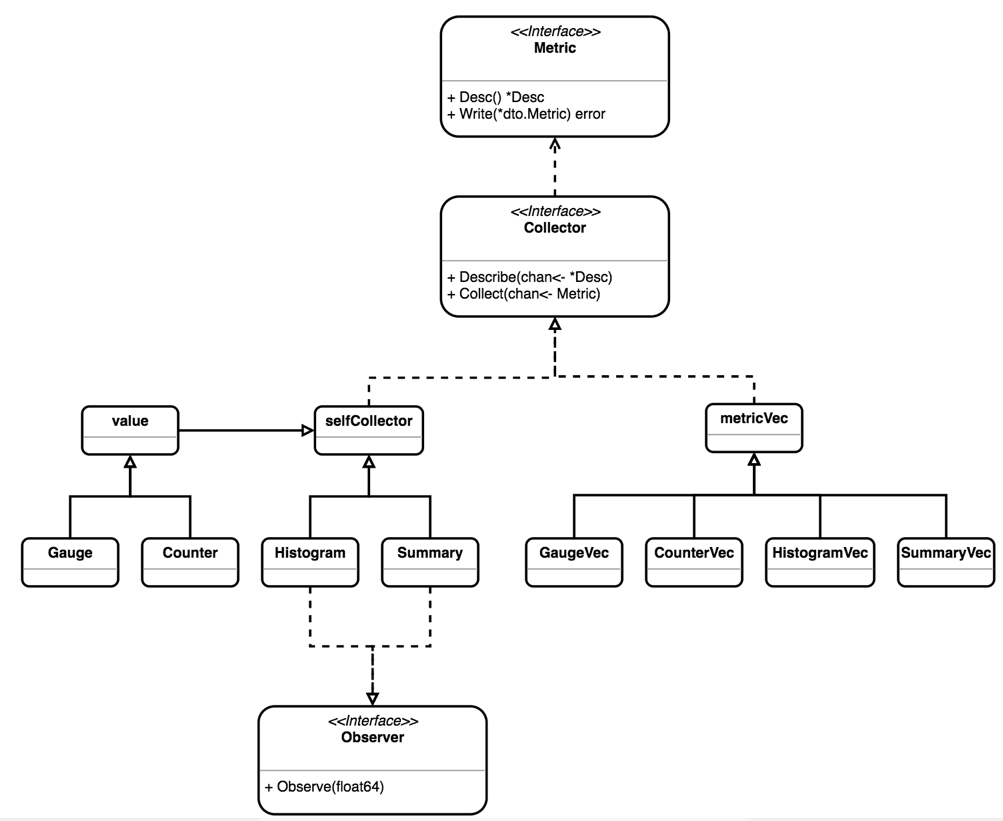 <<Interface>>
Metric
+ Desc() *Desc
+ Write(*dto.Metric) error
<<Interface>>
Collector
+ Describe(chan<- *Desc)
+ Collect(chan<- Metric)
value
selfCollector
metricVec
Gauge
Counter
Histogram
Summary
GaugeVec
CounterVec
HistogramVec
SummaryVec
<<Interface>>
Observer
+ Observe(float64)